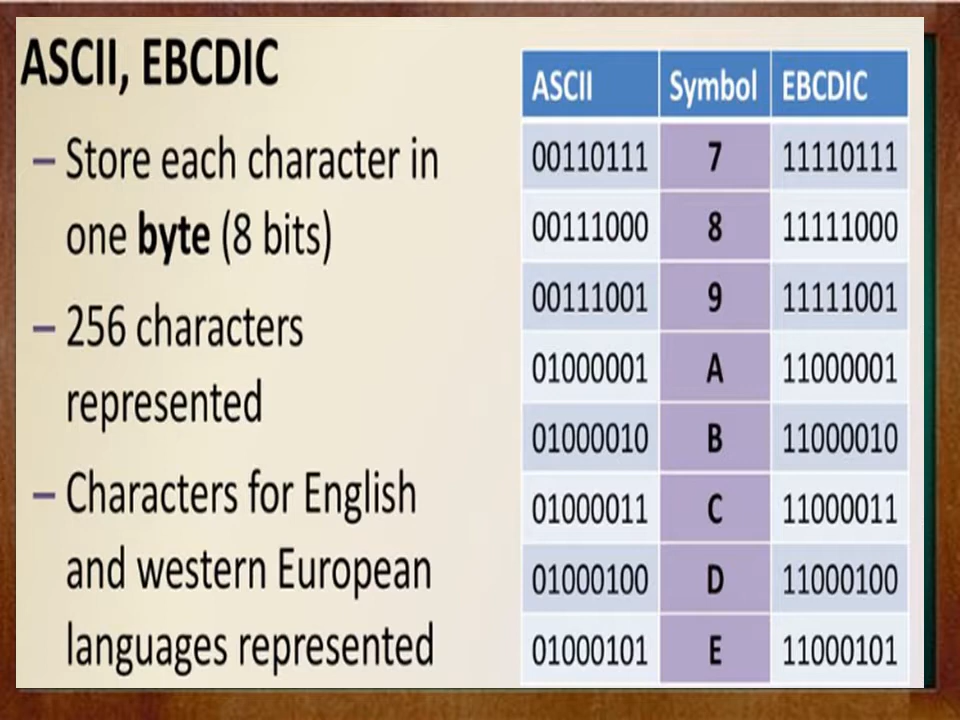 ASCII, EBCDIC
– Store each character in
one byte (8 bits)
– 256 characters
represented
– Characters for English
and western European
languages represented
ASCII Symbol EBCDIC
00110111 7 11110111
00111000 8 11111000
00111001 9 11111001
01000001 A 11000001
01000010 B 11000010
01000011 C 11000011
01000100 D 11000100
01000101 E 11000101